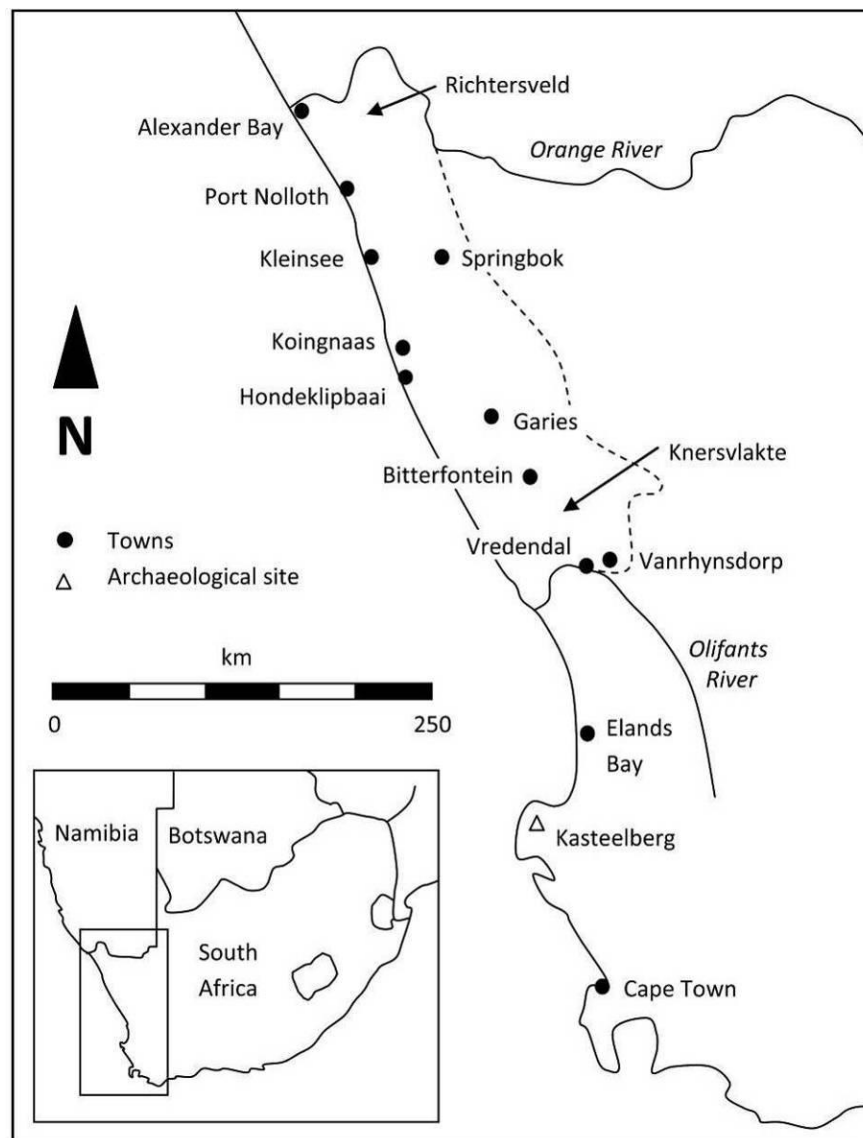 Richtersveld
Alexander Bay
Orange River
Port Nolloth
Kleinsee
Springbok
Koingnaas
Hondeklipbaai
Garies
N
Knersvlakte
Bitterfontein
Towns
Vredendal
Vanrhynsdorp
Archaeological site
km
Olifants
River
0
250
Elands
Bay
Namibia
Botswana
Kasteelberg
South
Africa
Cape Town